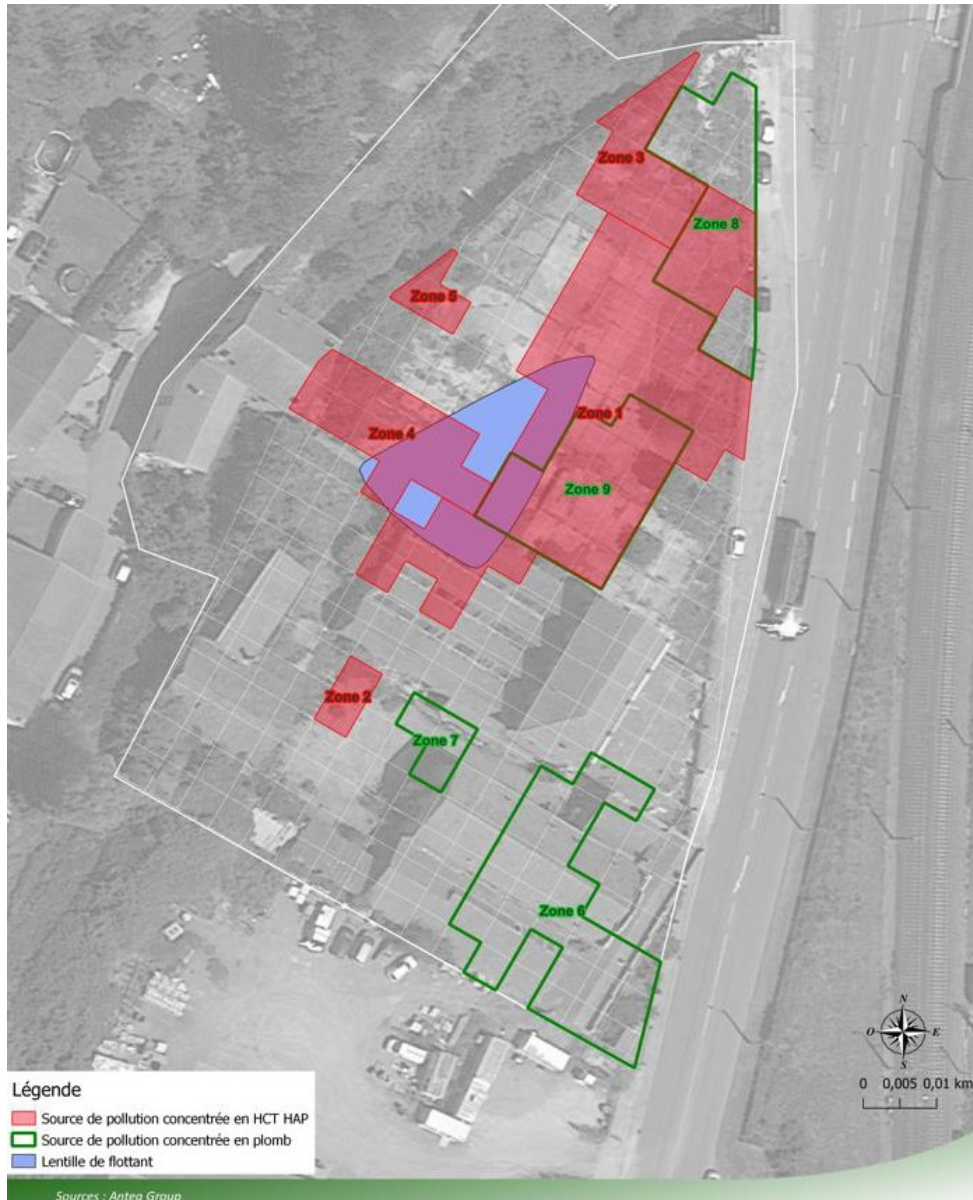 Zone 3
Zone 8
Zone 5
Zone 1
Zone 4
Zone 9
Zone 2
Zone 7
Zone 6
N
O
E
S
0 0,005 0,01 km
Légende
Source de pollution concentrée en HCT HAP
Source de pollution concentrée en plomb
Lentille de flottant
Sources : Antea Group